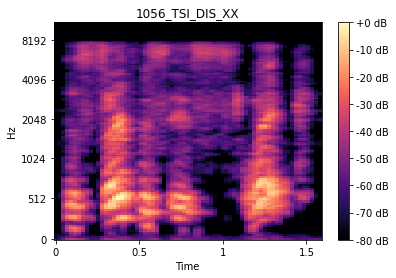 1056_TSI_DIS_XX
Hz
8192
4096
2048
1024
512
0
0
0.5
1
1.5
Time
+0 dB
-10 dB
-20 dB
-30 dB
-40 dB
-50 dB
-60 dB
-70 dB
-80 dB